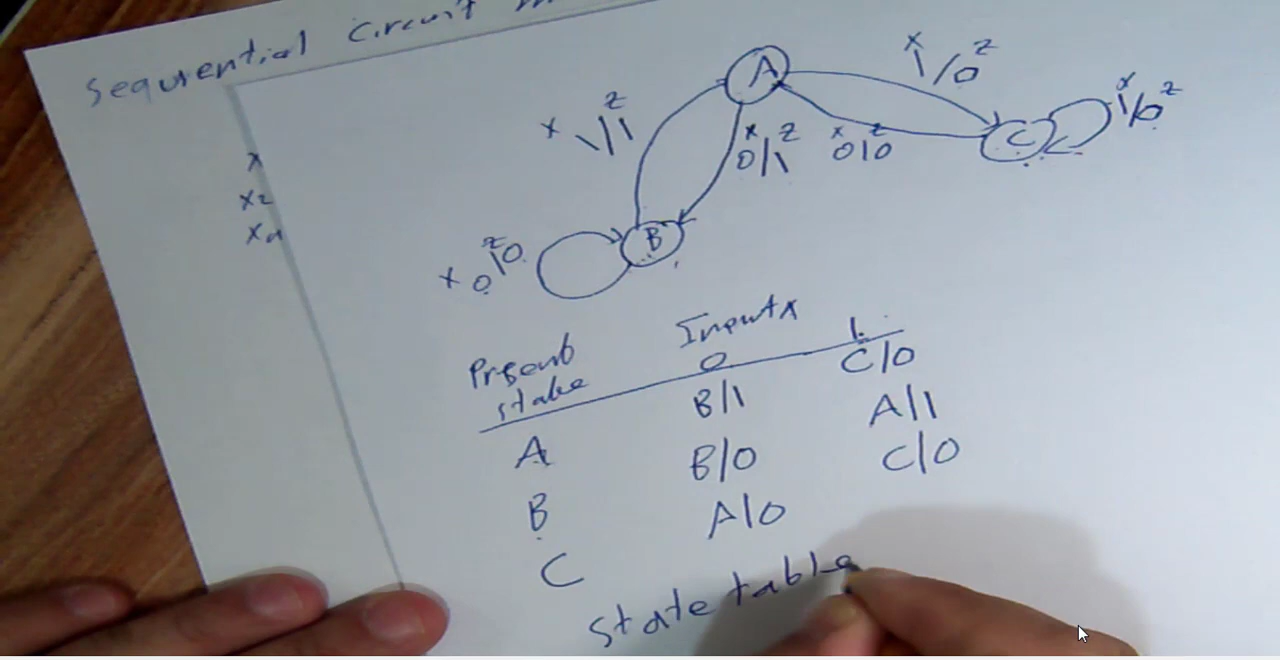 Sequential Circuit
A
x 1/0 z
x 1/0 z
x 1/1 z
x 0/1 z
x 0/0 z
C
x
x2
B
x 0/0 z
Input x
Present
0 1
state
B/1 C/0
A
B/0 A/1
B
A/0 C/0
C
State table